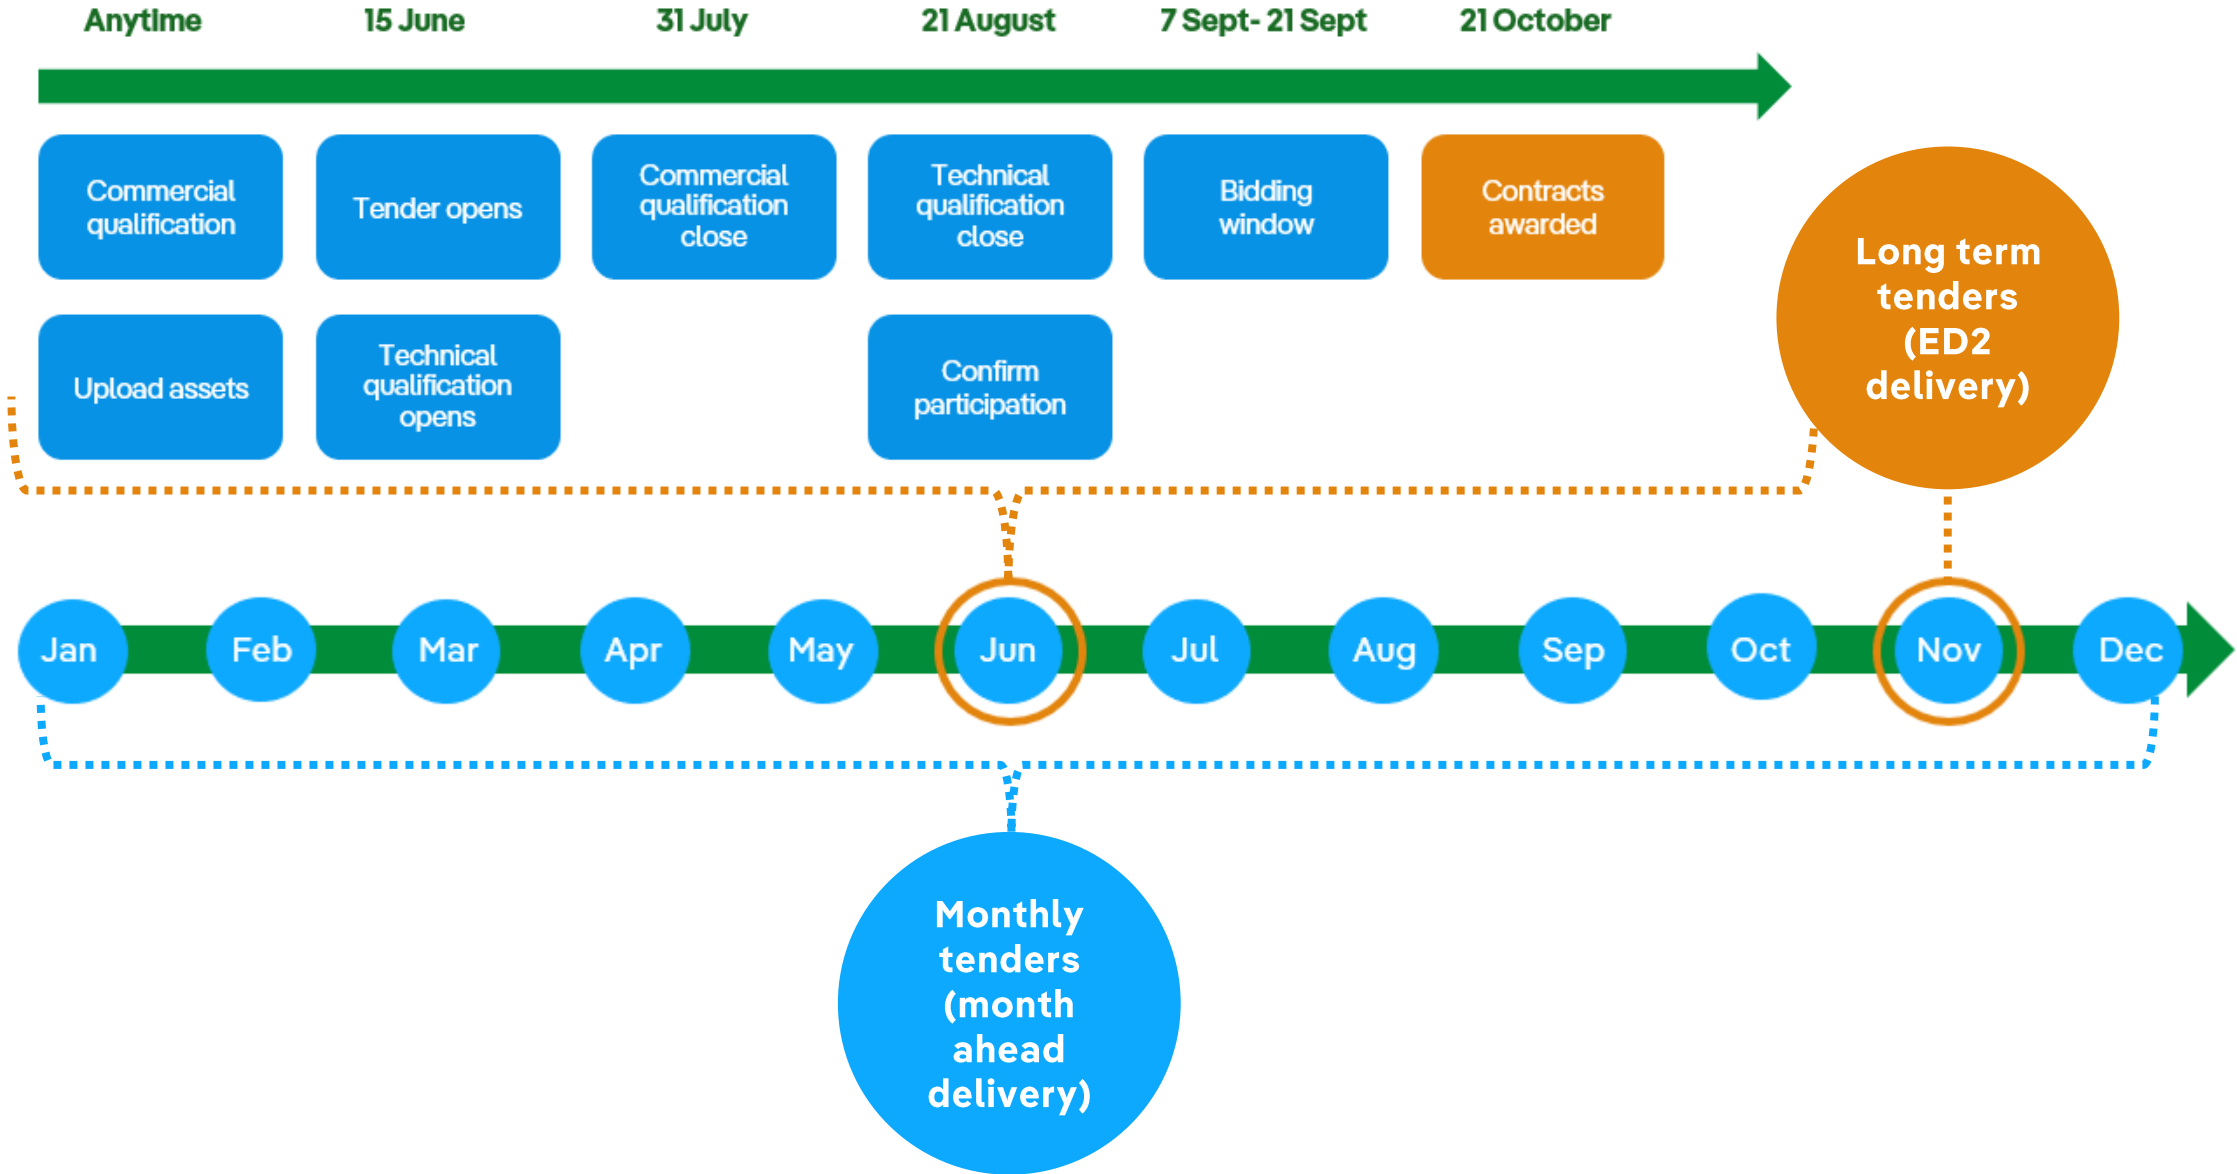 Anytime
15 June
31 July
21 August
7 Sept- 21 Sept
21 October
Commercial
qualification
Tender opens
Commercial
qualification
close
Technical
qualification
close
Bidding
window
Contracts
awarded
Upload assets
Technical
qualification
opens
Confirm
participation
Long term
tenders
(ED2
delivery)
Jan
Feb
Mar
Apr
May
Jun
Jul
Aug
Sep
Oct
Nov
Dec
Monthly
tenders
(month
ahead
delivery)